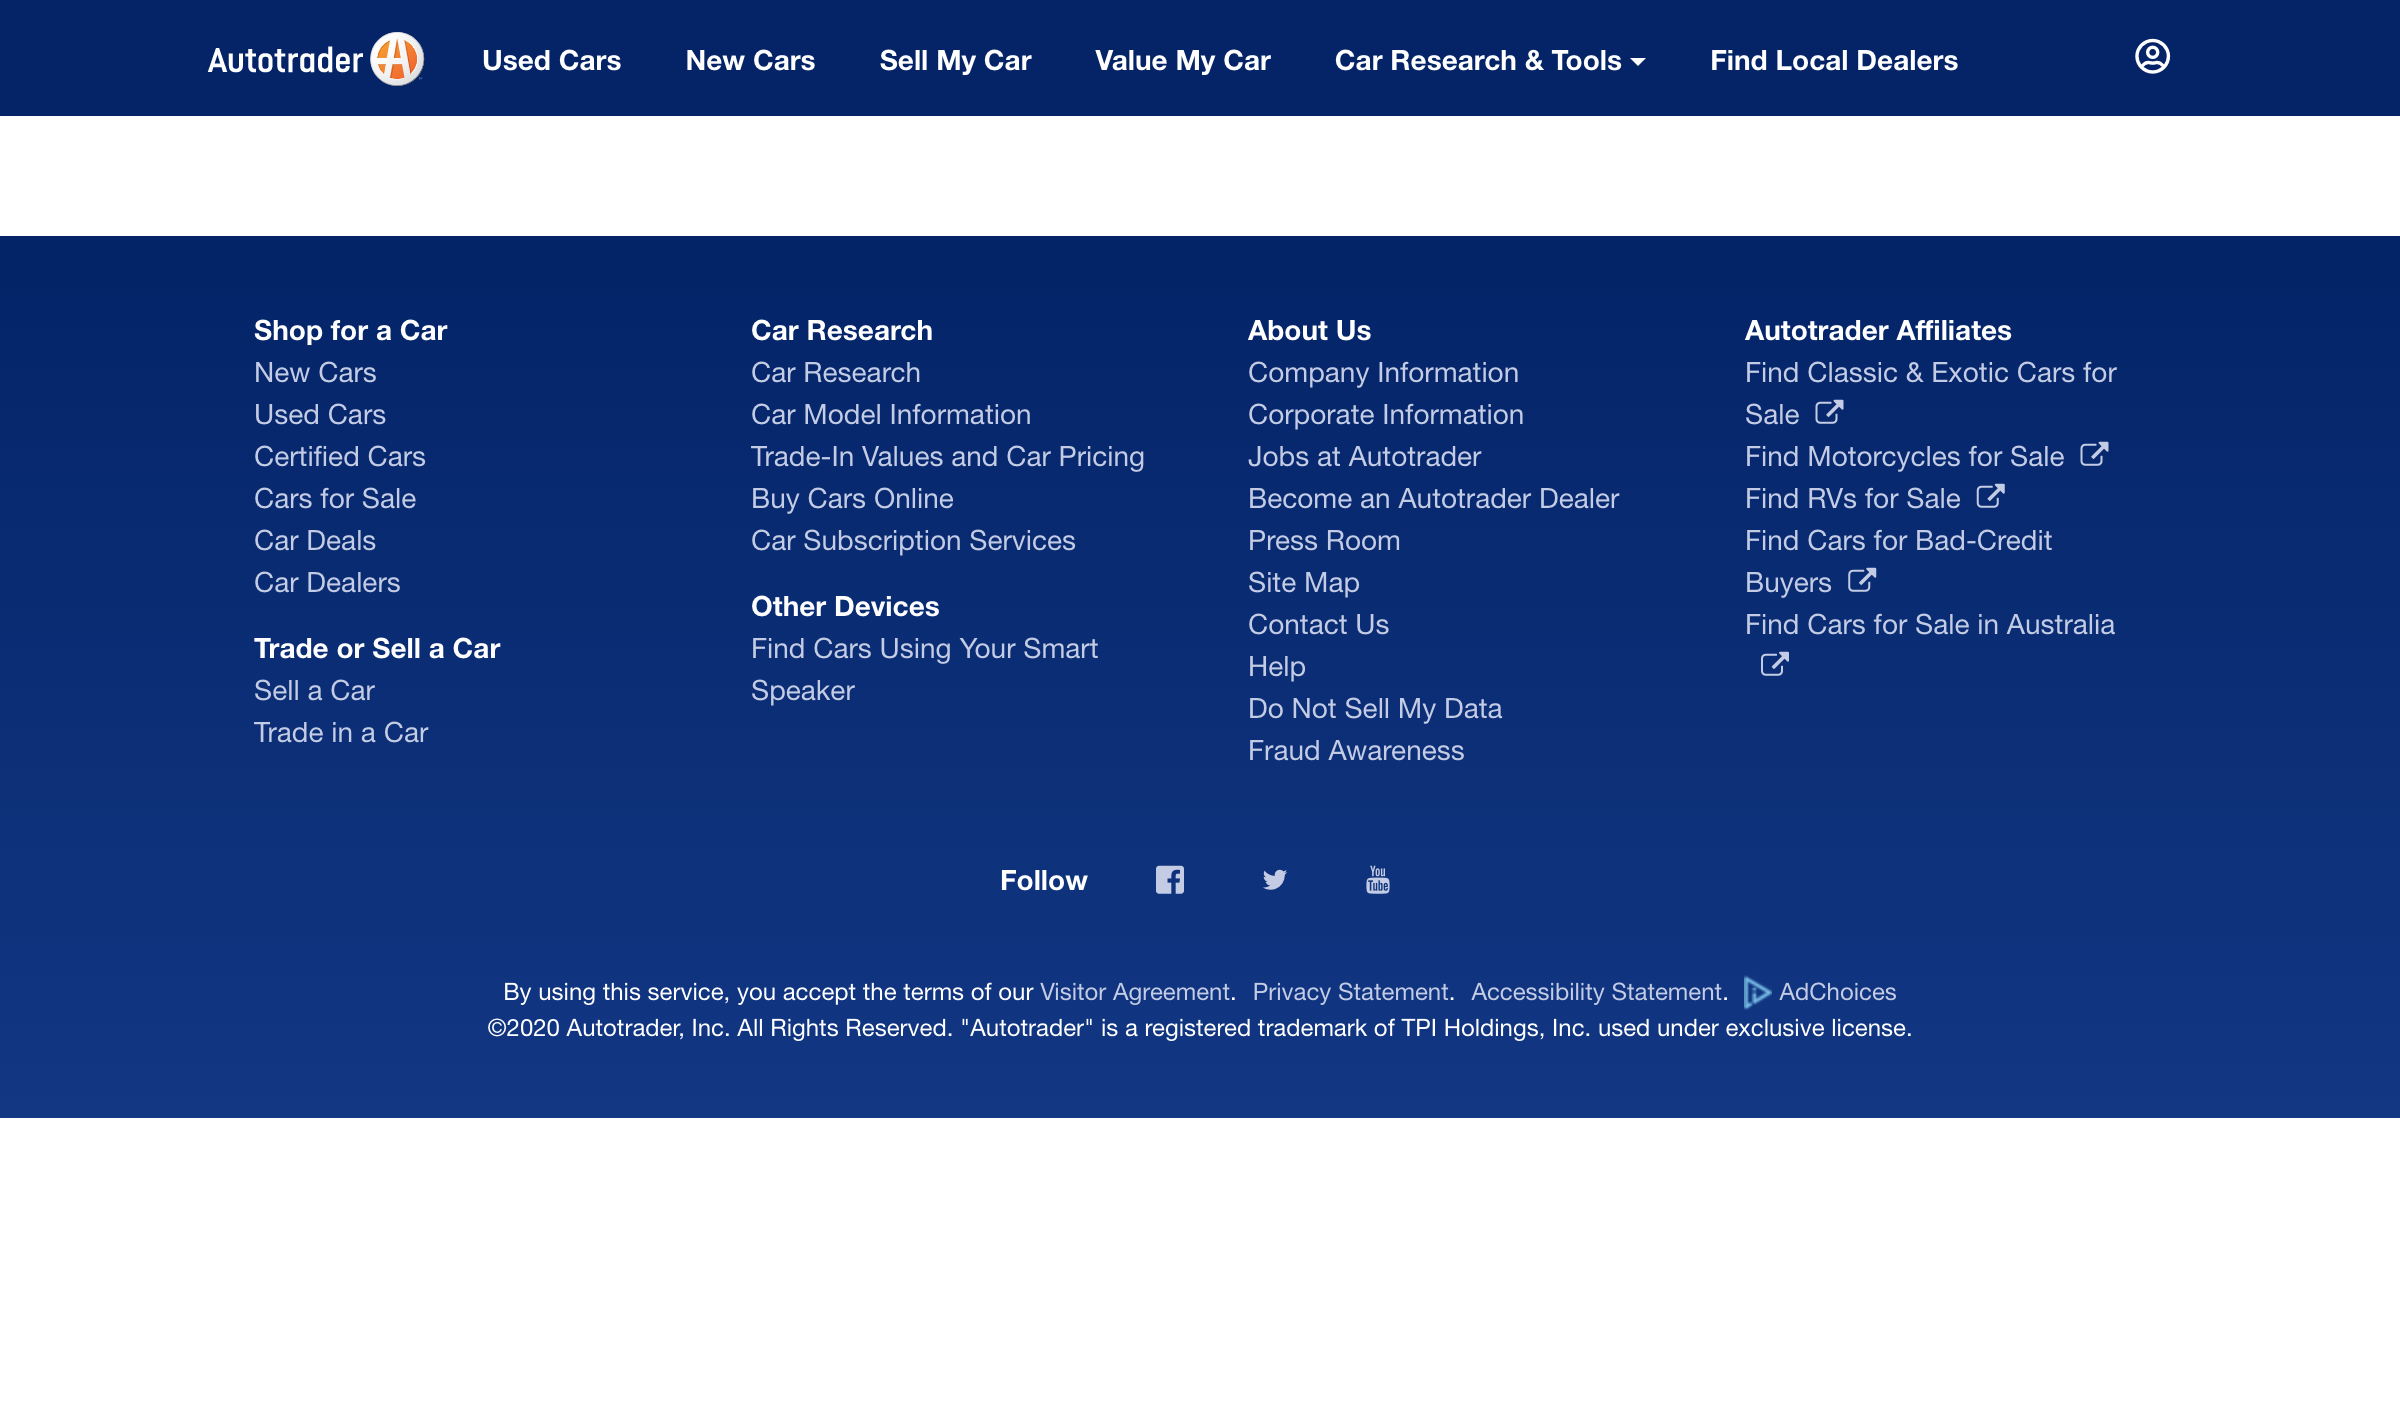 Autotrader
Used Cars
New Cars
Sell My Car
Value My Car
Car Research & Tools
Find Local Dealers
Shop for a Car
New Cars
Used Cars
Certified Cars
Cars for Sale
Car Deals
Car Dealers
Trade or Sell a Car
Sell a Car
Trade in a Car
Car Research
Car Research
Car Model Information
Trade-In Values and Car Pricing
Buy Cars Online
Car Subscription Services
Other Devices
Find Cars Using Your Smart
Speaker
About Us
Company Information
Corporate Information
Jobs at Autotrader
Become an Autotrader Dealer
Press Room
Site Map
Contact Us
Help
Do Not Sell My Data
Fraud Awareness
Autotrader Affiliates
Find Classic & Exotic Cars for
Sale
Find Motorcycles for Sale
Find RVs for Sale
Find Cars for Bad-Credit
Buyers
Find Cars for Sale in Australia
Follow
You
Tube
By using this service, you accept the terms of our Visitor Agreement. Privacy Statement. Accessibility Statement. AdChoices
©2020 Autotrader, Inc. All Rights Reserved. "Autotrader" is a registered trademark of TPI Holdings, Inc. used under exclusive license.